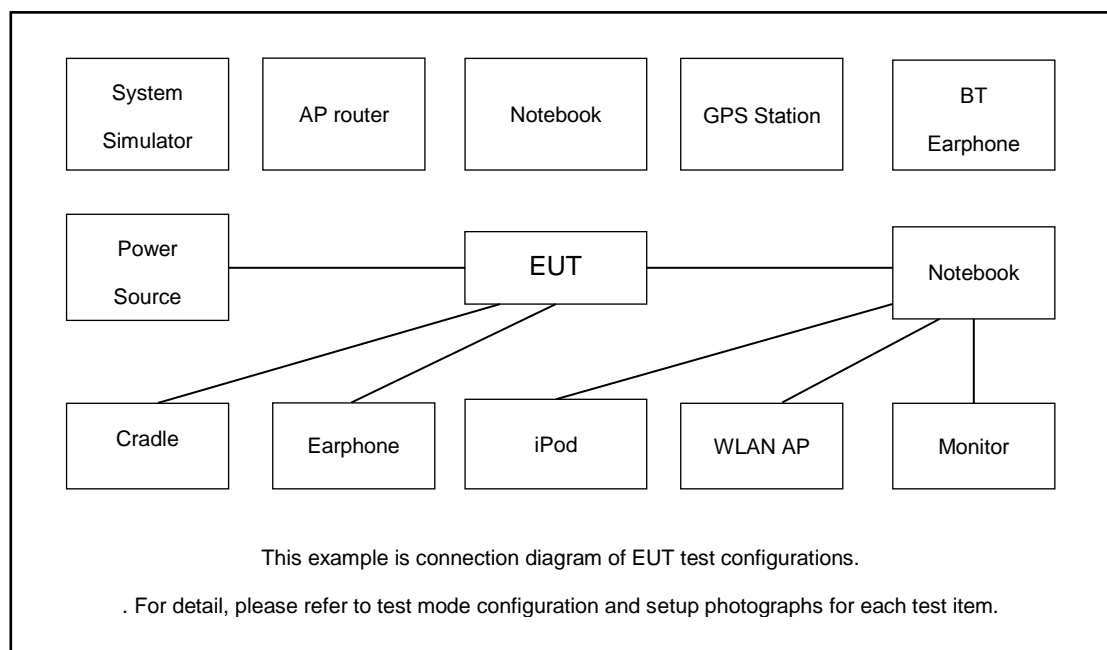 System
Simulator
AP router
Notebook
GPS Station
BT
Earphone
Power
Source
EUT
Notebook
Cradle
Earphone
iPod
WLAN AP
Monitor
This example is connection diagram of EUT test configurations.
. For detail, please refer to test mode configuration and setup photographs for each test item.